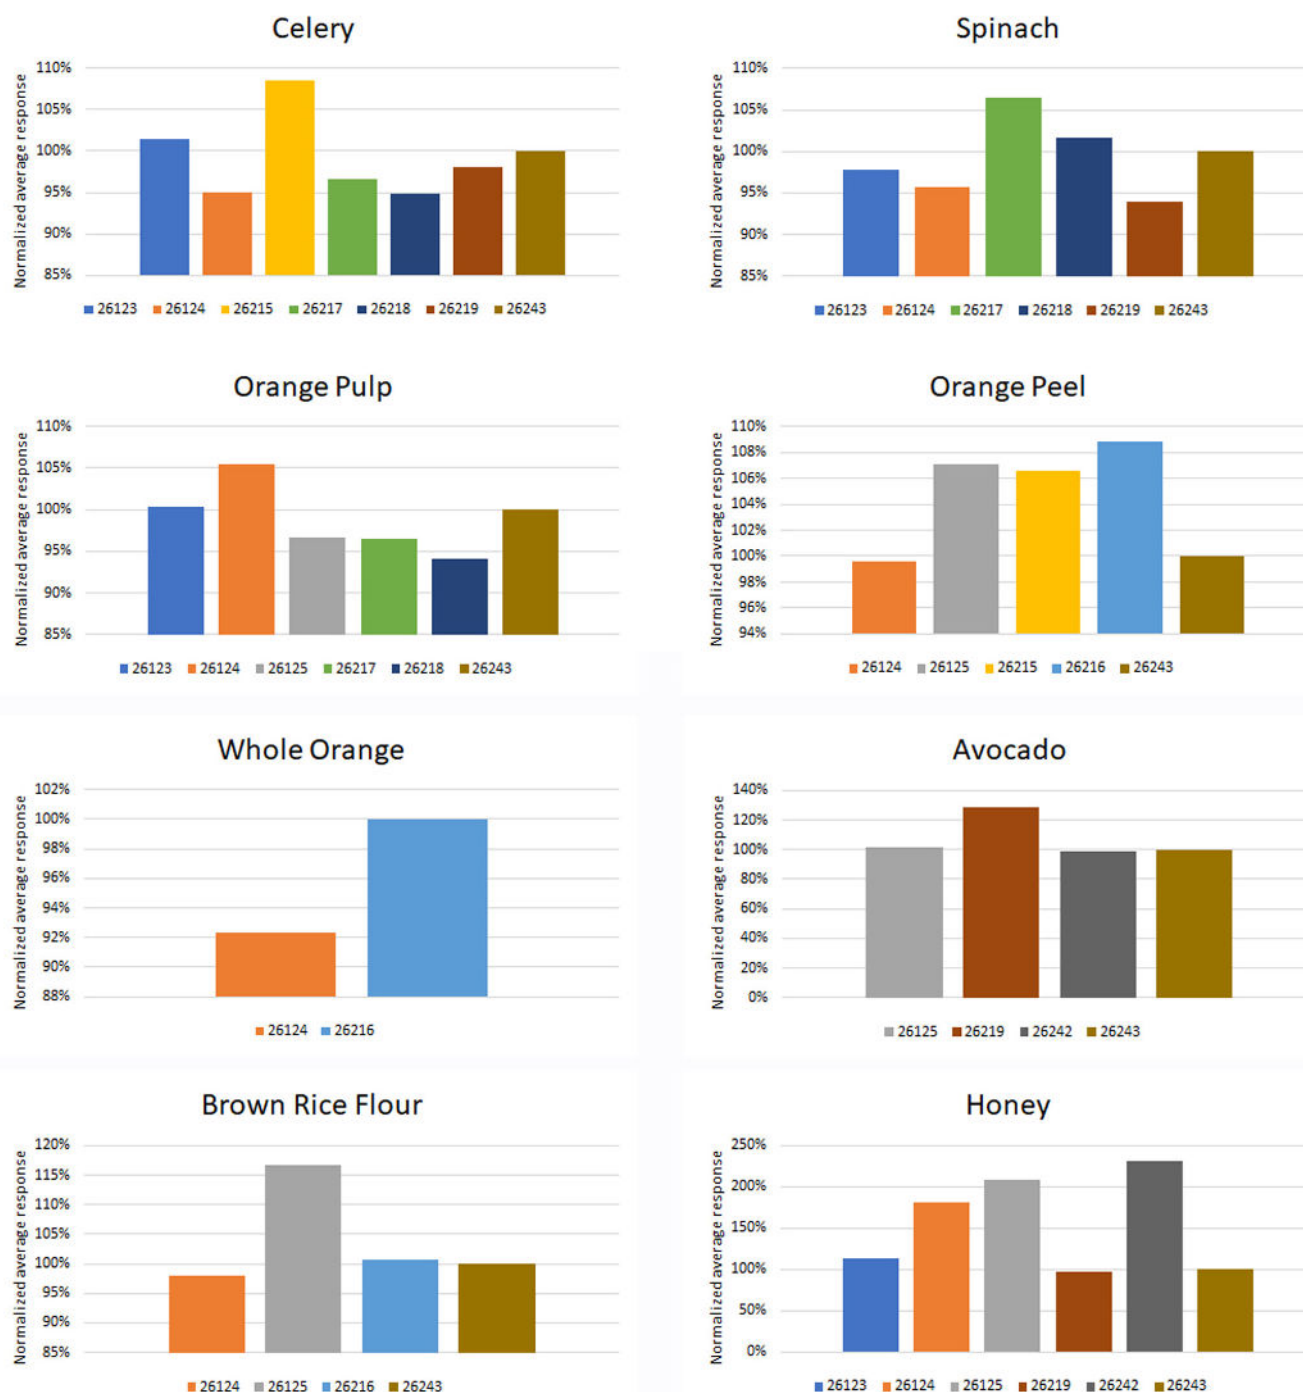 Celery
Normalized average response
110%
105%
100%
95%
90%
85%
26123 26124 26215 26217 26218 26219 26243
Spinach
Normalized average response
110%
105%
100%
95%
90%
85%
26123 26124 26217 26218 26219 26243
Orange Pulp
Normalized average response
110%
105%
100%
95%
90%
85%
26123 26124 26125 26217 26218 26243
Orange Peel
Normalized average response
110%
108%
106%
104%
102%
100%
98%
96%
94%
26124 26125 26215 26216 26243
Whole Orange
Normalized average response
102%
100%
98%
96%
94%
92%
90%
88%
26124 26216
Avocado
Normalized average response
140%
120%
100%
80%
60%
40%
20%
0%
26125 26219 26242 26243
Brown Rice Flour
Normalized average response
120%
115%
110%
105%
100%
95%
90%
85%
26124 26125 26216 26243
Honey
Normalized average response
250%
200%
150%
100%
50%
0%
26123 26124 26125 26219 26242 26243